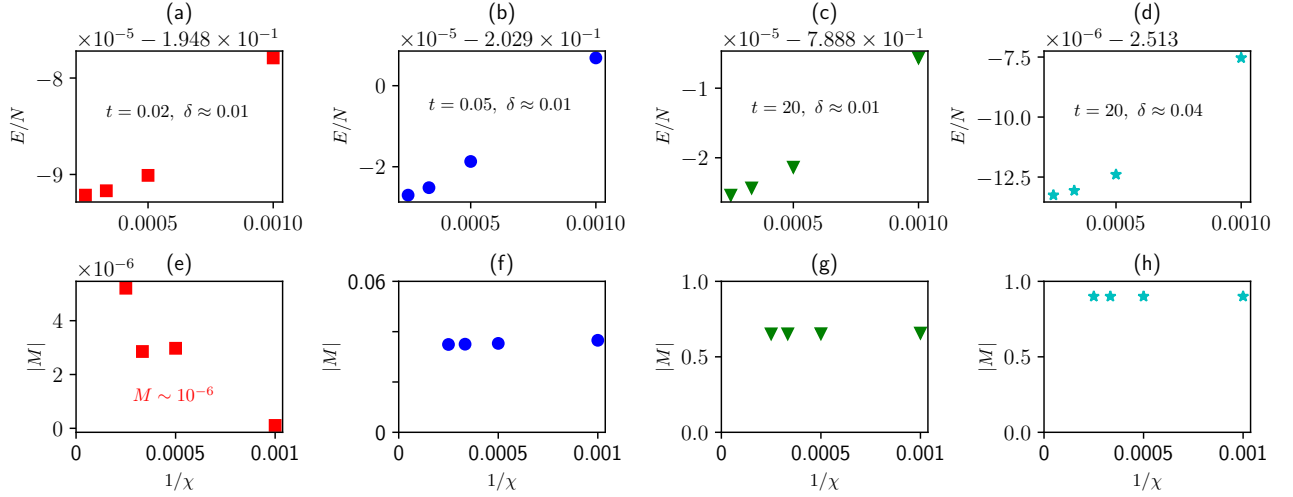 (a) (b) (c) (d)
×10⁻⁵ − 1.948 × 10⁻¹ ×10⁻⁵ − 2.029 × 10⁻¹ ×10⁻⁵ − 7.888 × 10⁻¹ ×10⁻⁶ − 2.513
E/N −8 −9 t = 0.02, δ ≈ 0.01 0.0005 0.0010
E/N 0 −2 t = 0.05, δ ≈ 0.01 0.0005 0.0010
E/N −1 −2 t = 20, δ ≈ 0.01 0.0005 0.0010
E/N −7.5 −10.0 −12.5 t = 20, δ ≈ 0.04 0.0005 0.0010
(e) (f) (g) (h)
×10⁻⁶
|M| 4 2 0 M ∼ 10⁻⁶ 0 0.0005 0.001
1/χ
|M| 0.06 0 0 0.0005 0.001
1/χ
|M| 1.0 0.5 0.0 0 0.0005 0.001
1/χ
|M| 1.0 0.5 0.0 0 0.0005 0.001
1/χ